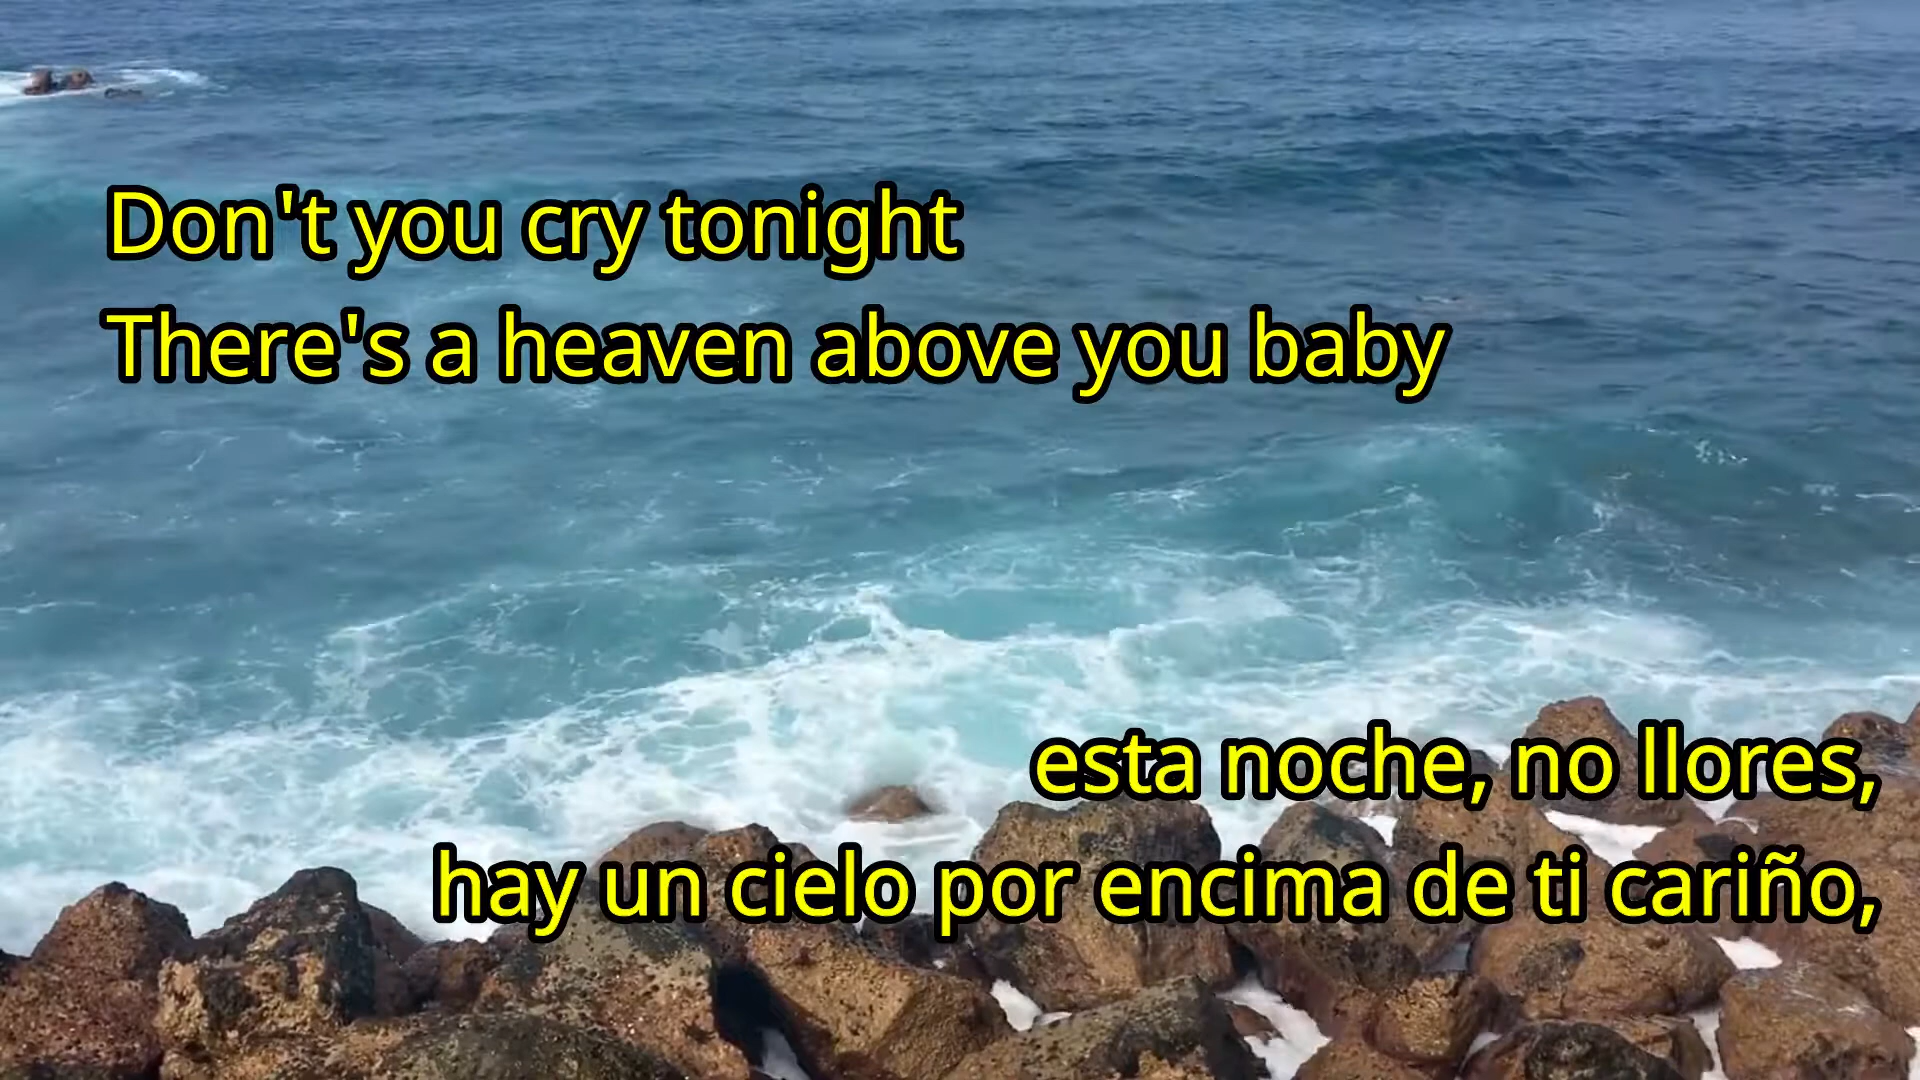 Don't you cry tonight
There's a heaven above you baby
esta noche, no llores,
hay un cielo por encima de ti cariño,